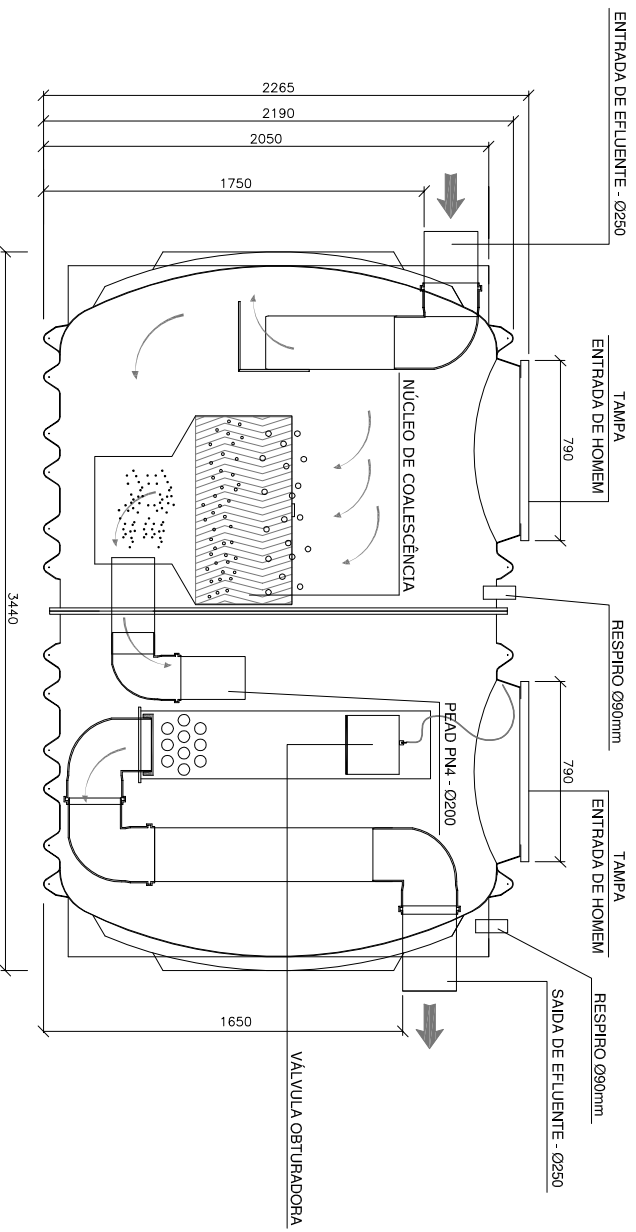 ENTRADA DE EFLUENTE - Ø250
2265
2190
2050
1750
TAMPA
ENTRADA DE HOMEM
790
RESPIRO Ø90mm
NÚCLEO DE COALESCÊNCIA
3440
PEAD PN4 - Ø200
790
TAMPA
ENTRADA DE HOMEM
RESPIRO Ø90mm
SAIDA DE EFLUENTE - Ø250
1650
VÁLVULA OBTURADORA